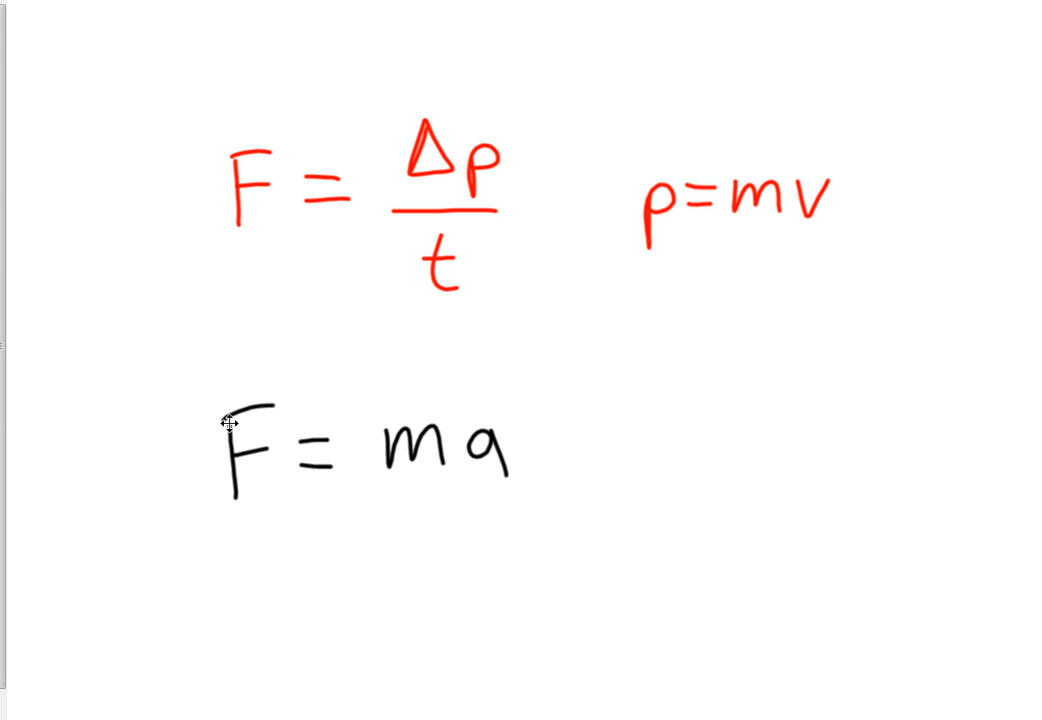 F = Δp / t    p = mv
F = ma